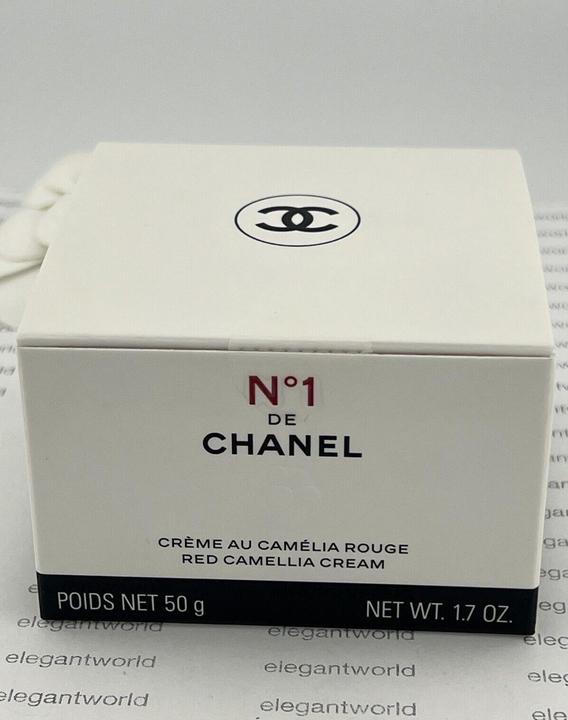 N°1
DE
CHANEL
CRÈME AU CAMÉLIA ROUGE
RED CAMELLIA CREAM
POIDS NET 50 g
NET WT. 1.7 OZ.
elegantworld
elegantworld
elegantworld
elegantworld
elegantworld
elegantworld